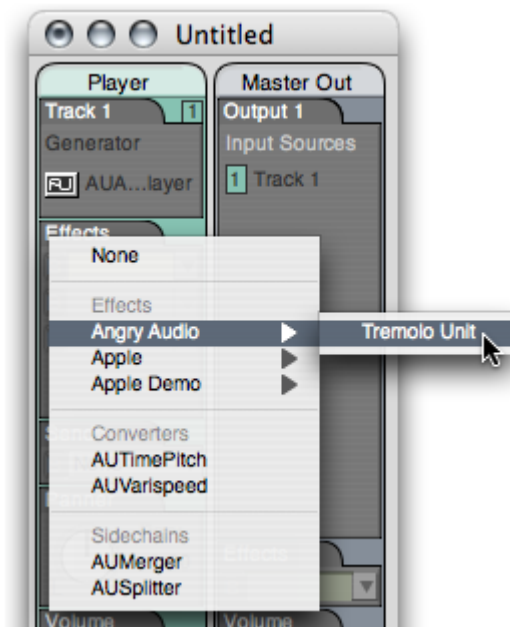 Untitled
Player
Master Out
Track 1 1
Output 1
Generator
Input Sources
AUA...layer
1 Track 1
Effects
None
Effects
Angry Audio
Tremolo Unit
Apple
Apple Demo
Converters
AUTimePitch
AUVarispeed
Sidechains
AUMerger
AUSplitter
Effects
Volume
Volume